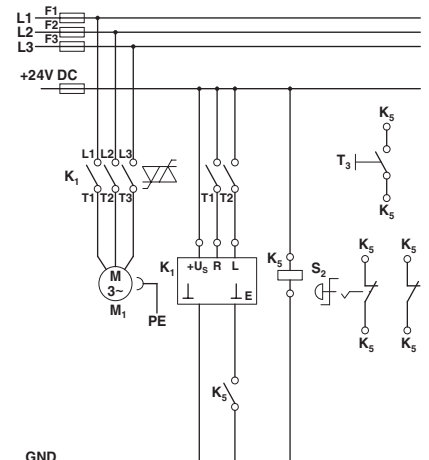 L1 F1
L2 F2
L3 F3
+24V DC
K5
L1 L2 L3
T3
K1
T1 T2 T3
T1 T2
K5
K1 +US R L
K5
S2
K5 K5
M
3~
E
M1
PE
K5 K5
K5
GND